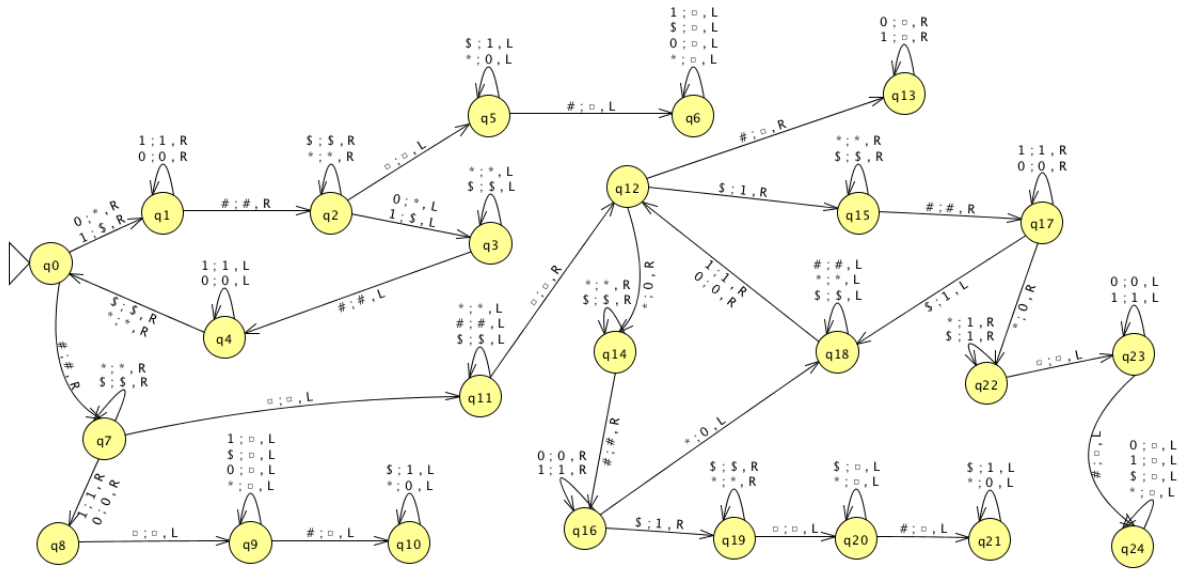 1;1,R
0;0,R
0;*,R
1;$,R
q0
q1
#;#,R
$;$,R
*;*,R
q2
□;□,L
$;1,L
*;0,L
q5
#;□,L
1;□,L
$;□,L
0;□,L
*;□,L
q6
0;*,L
1;$,L
*;*,L
$;$,L
q3
#;#,L
1;1,L
0;0,L
q4
$;$,R
*;*,R
#;#,R
*;*,R
$;$,R
q7
□;□,L
*;*,L
#;#,L
$;$,L
q11
□;□,R
1;1,R
0;0,R
q8
□;□,L
1;□,L
$;□,L
0;□,L
*;□,L
q9
#;□,L
$;1,L
*;0,L
q10
q12
#;□,R
0;□,R
1;□,R
q13
$;1,R
*;*,R
$;$,R
q15
#;#,R
1;1,R
0;0,R
q17
*;0,R
*;*,R
$;$,R
q14
#;#,R
0;0,R
1;1,R
q16
*;0,L
#;#,L
*;*,L
$;$,L
q18
1;1,R
0;0,R
$;1,L
*;0,R
*;1,R
$;1,R
q22
□;□,L
0;0,L
1;1,L
q23
#;□,L
0;□,L
1;□,L
$;□,L
*;□,L
q24
$;1,R
$;$,R
*;*,R
q19
□;□,L
$;□,L
*;□,L
q20
#;□,L
$;1,L
*;0,L
q21